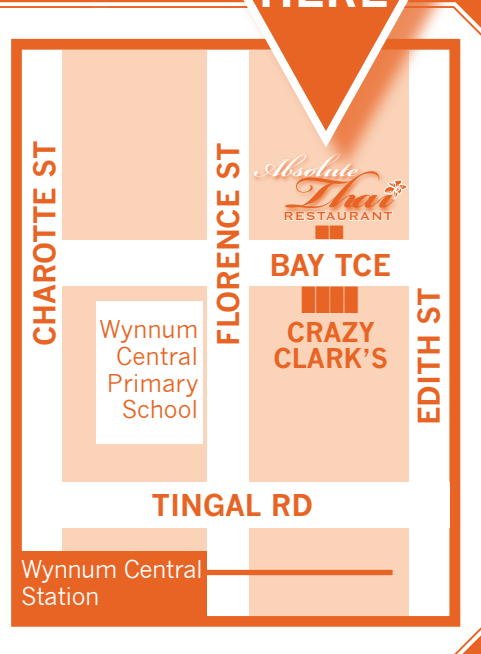 HERE
CHAROTTE ST
FLORENCE ST
Absolute
Thai
RESTAURANT
BAY TCE
CRAZY
CLARK'S
EDITH ST
Wynnum
Central
Primary
School
TINGAL RD
Wynnum Central
Station